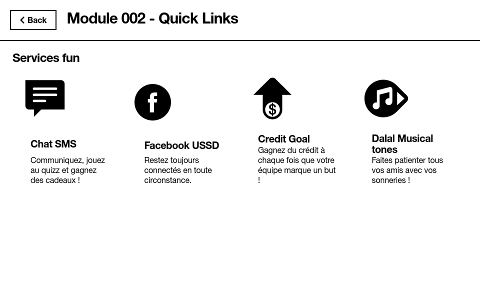 Back
Module 002 - Quick Links
Services fun
Chat SMS
Communiquez, jouez
au quizz et gagnez
des cadeaux !
Facebook USSD
Restez toujours
connectés en toute
circonstance.
Credit Goal
Gagnez du crédit à
chaque fois que votre
équipe marque un but
!
Dalal Musical
tones
Faites patienter tous
vos amis avec vos
sonneries !